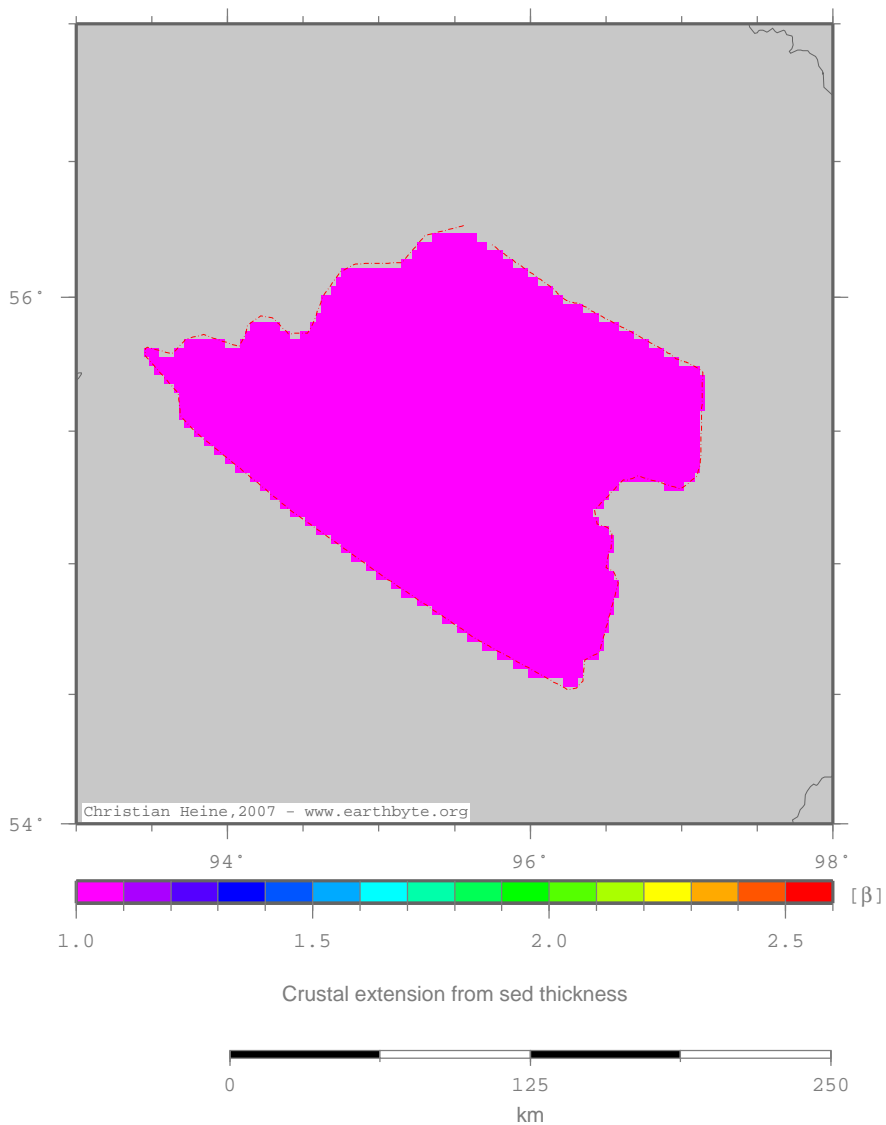 56°
Christian Heine,2007 - www.earthbyte.org
54°
94° 96° 98°
[β]
1.0 1.5 2.0 2.5
Crustal extension from sed thickness
0 125 250
km